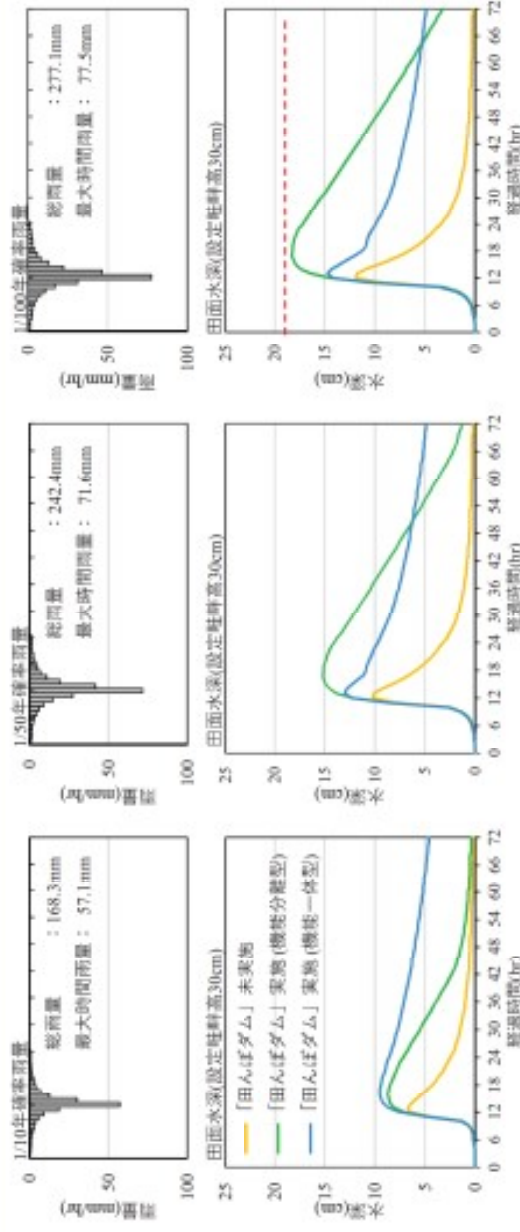 1/10年確率雨量
0
50
100
雨量(mm/hr)
総雨量 :168.3mm
最大時間雨量: 57.1mm
田面水深(設定畦畔高30cm)
25
20
15
10
5
0
水深(cm)
「田んぼダム」未実施
「田んぼダム」実施(機能分離型)
「田んぼダム」実施(機能一体型)
0 6 12 18 24 30 36 42 48 54 60 66 72
経過時間(hr)
1/50年確率雨量
0
50
100
雨量(mm/hr)
総雨量 :242.4mm
最大時間雨量: 71.6mm
田面水深(設定畦畔高30cm)
25
20
15
10
5
0
水深(cm)
0 6 12 18 24 30 36 42 48 54 60 66 72
経過時間(hr)
1/100年確率雨量
0
50
100
雨量(mm/hr)
総雨量 :277.1mm
最大時間雨量: 77.5mm
田面水深(設定畦畔高30cm)
25
20
15
10
5
0
水深(cm)
0 6 12 18 24 30 36 42 48 54 60 66 72
経過時間(hr)